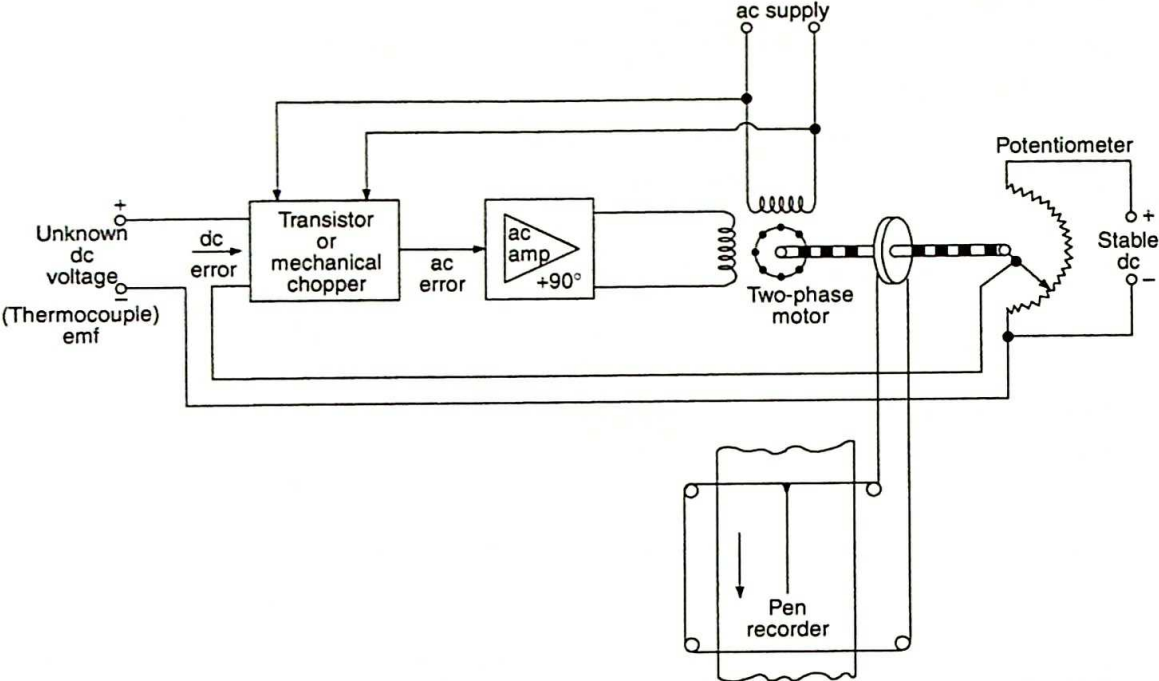 ac supply
Potentiometer
+
Unknown
dc
voltage
−
(Thermocouple)
emf
dc
error
Transistor
or
mechanical
chopper
ac
error
ac
amp
+90°
Two-phase
motor
+
Stable
dc
−
Pen
recorder